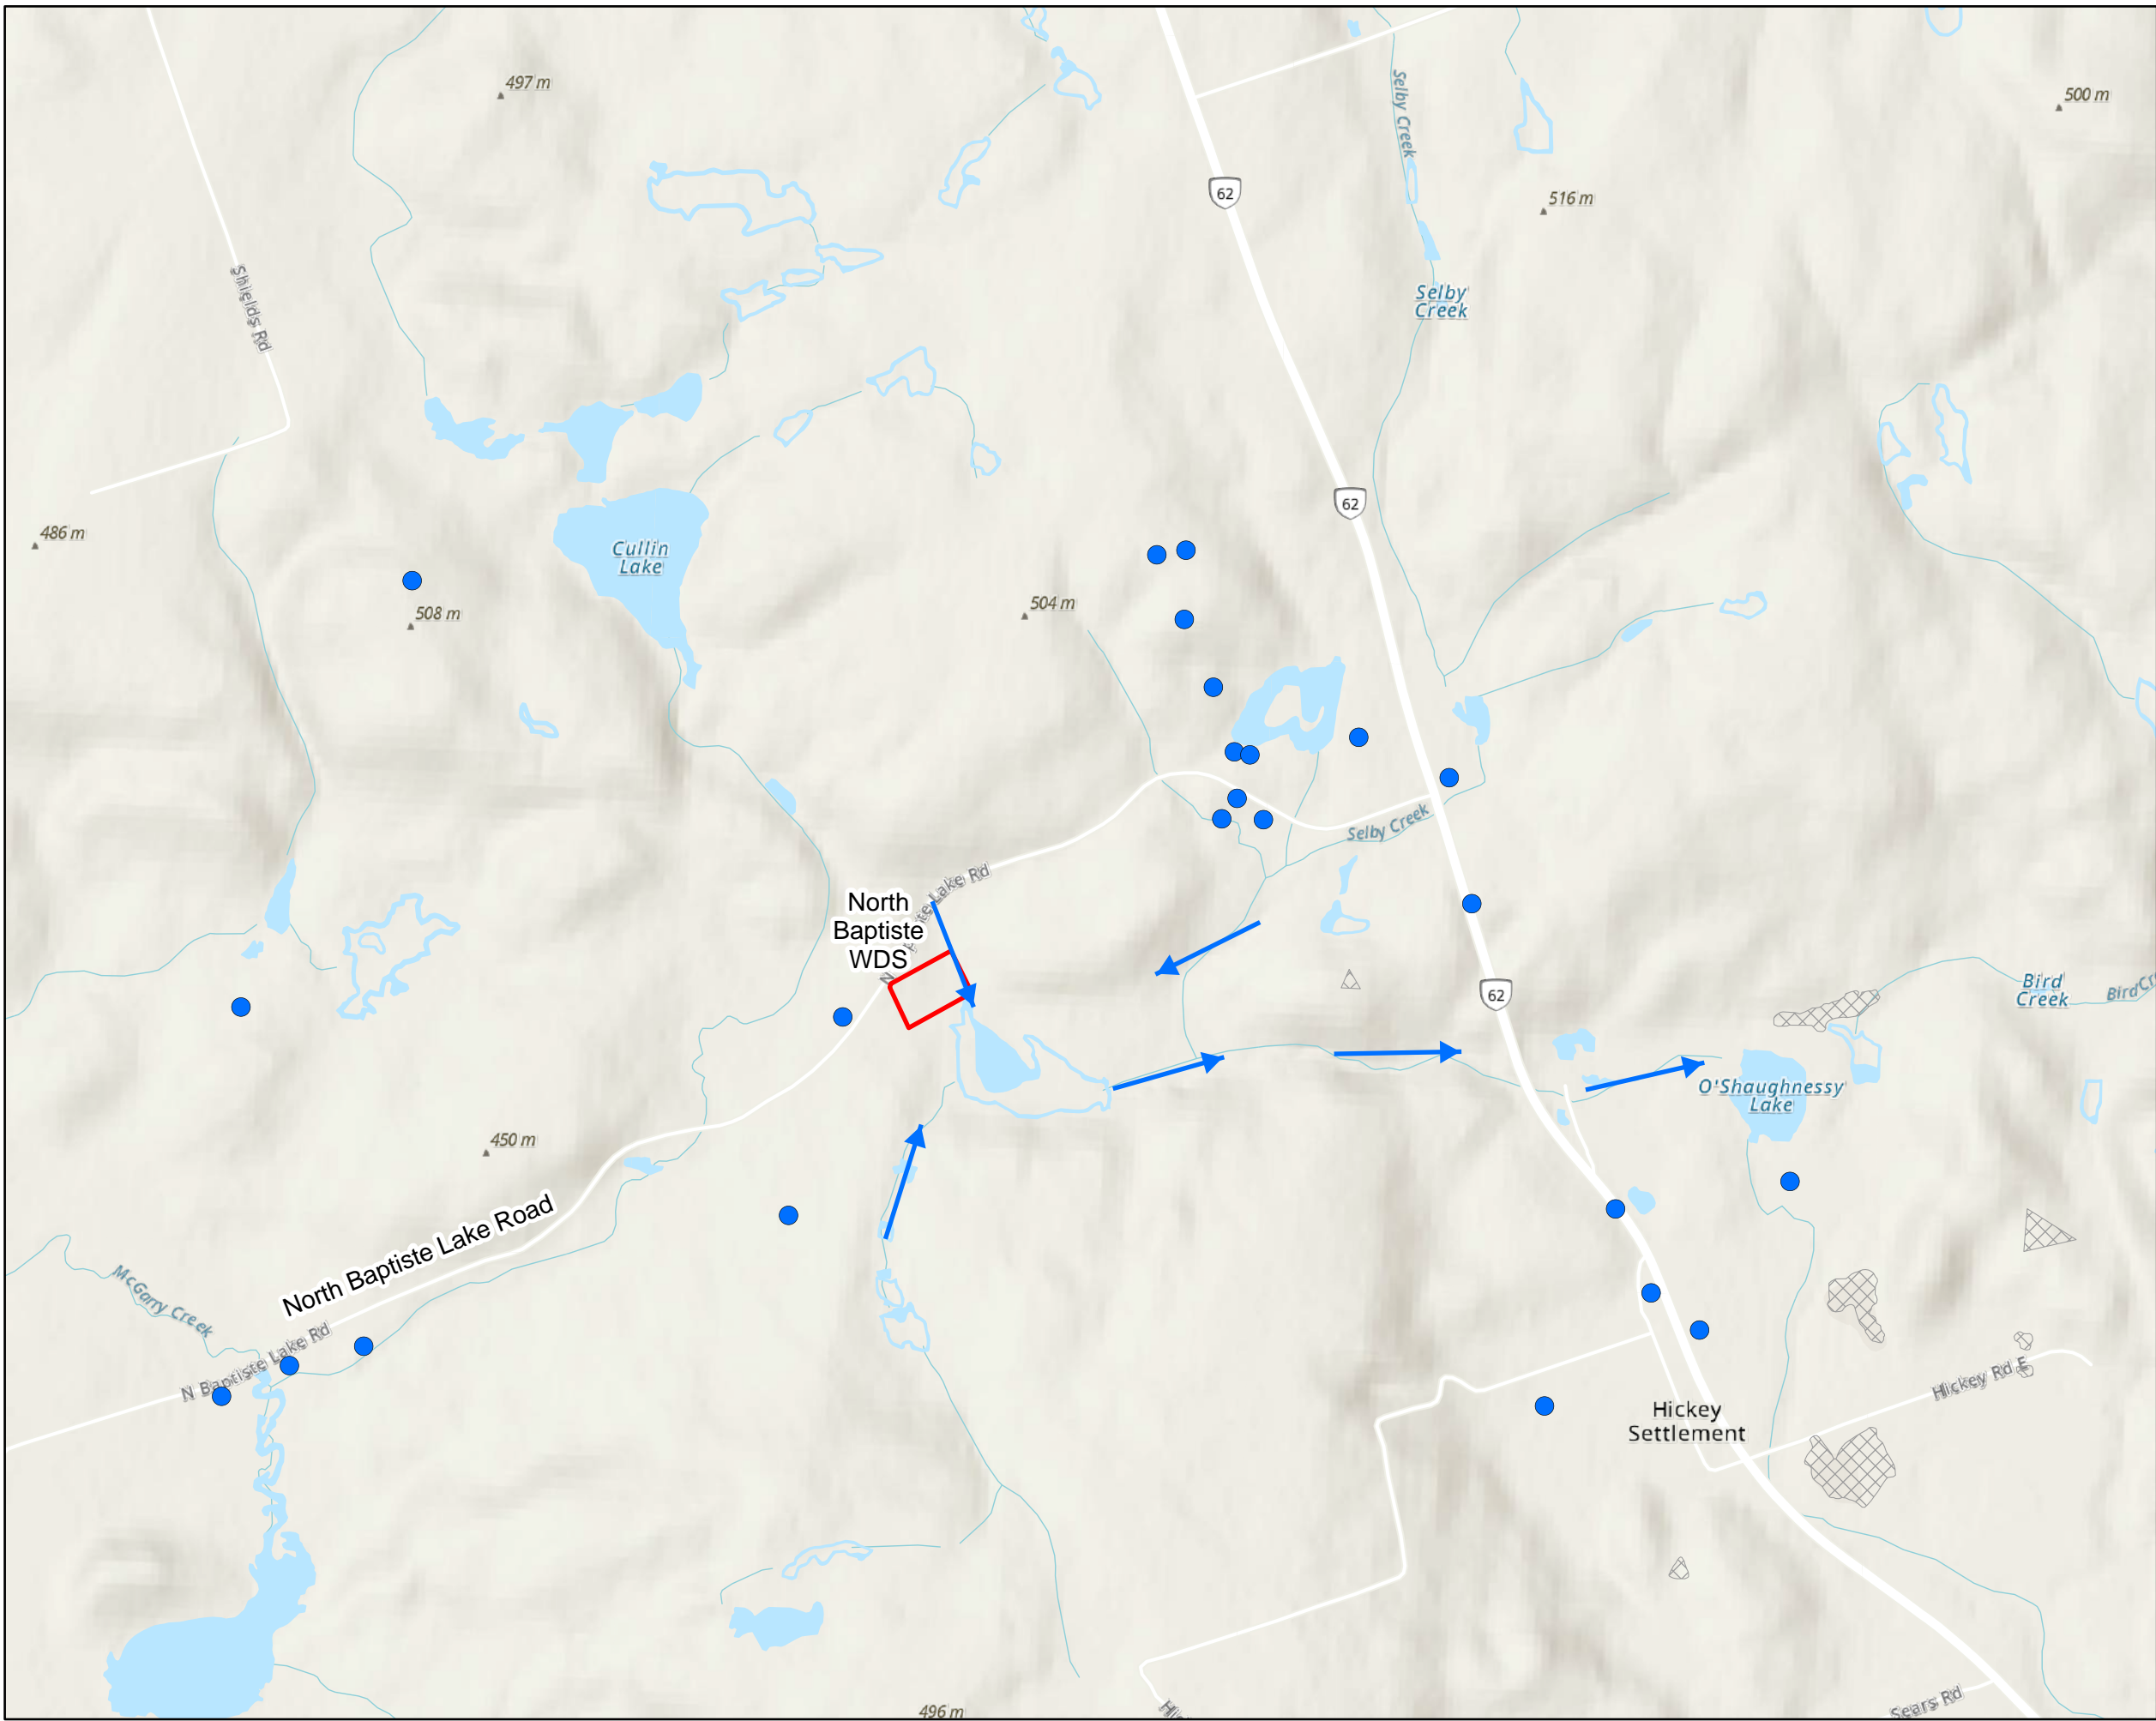 497 m
500 m
Selby Creek
62
516 m
Shields Rd
Selby
Creek
62
486 m
Cullin
Lake
508 m
504 m
Selby Creek
Lake Rd
North
Baptiste
WDS
62
Bird
Creek
Bird
O'Shaughnessy
Lake
450 m
North Baptiste Lake Road
McGarry Creek
N Baptiste Lake Rd
Hickey Rd E
Hickey
Settlement
496 m
Sears Rd